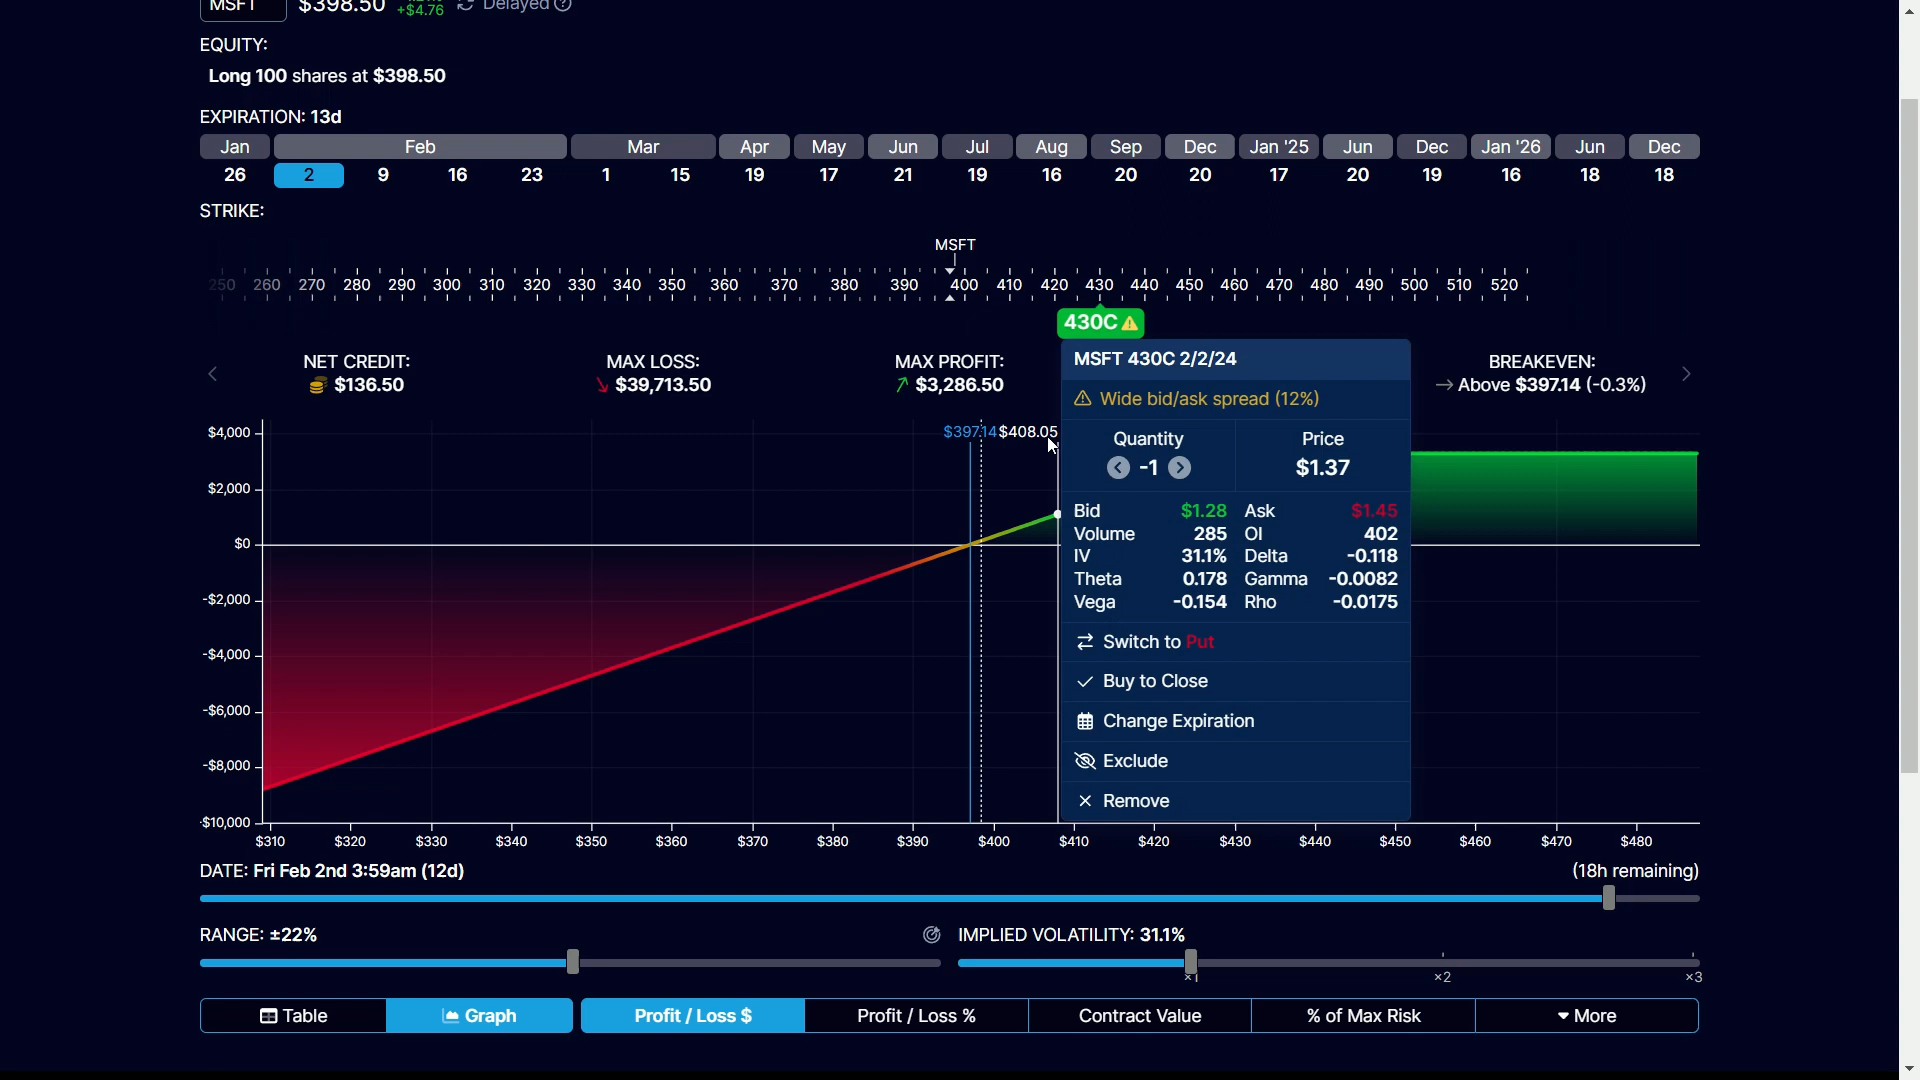 MSFT $398.50 +$4.76 Delayed
EQUITY:
Long 100 shares at $398.50
EXPIRATION: 13d
Jan Feb Mar Apr May Jun Jul Aug Sep Dec Jan '25 Jun Dec Jan '26 Jun Dec
26 2 9 16 23 1 15 19 17 21 19 16 20 20 17 20 19 16 18 18
STRIKE:
MSFT
250 260 270 280 290 300 310 320 330 340 350 360 370 380 390 400 410 420 430 440 450 460 470 480 490 500 510 520
430C
NET CREDIT: MAX LOSS: MAX PROFIT: BREAKEVEN:
$136.50 $39,713.50 $3,286.50 Above $397.14 (-0.3%)
MSFT 430C 2/2/24
Wide bid/ask spread (12%)
Quantity Price
-1 $1.37
Bid $1.28 Ask $1.45
Volume 285 OI 402
IV 31.1% Delta -0.118
Theta 0.178 Gamma -0.0082
Vega -0.154 Rho -0.0175
Switch to Put
Buy to Close
Change Expiration
Exclude
Remove
$397.14 $408.05
$4,000
$2,000
$0
-$2,000
-$4,000
-$6,000
-$8,000
-$10,000
$310 $320 $330 $340 $350 $360 $370 $380 $390 $400 $410 $420 $430 $440 $450 $460 $470 $480
DATE: Fri Feb 2nd 3:59am (12d) (18h remaining)
RANGE: ±22% IMPLIED VOLATILITY: 31.1%
×1 ×2 ×3
Table Graph Profit / Loss $ Profit / Loss % Contract Value % of Max Risk More